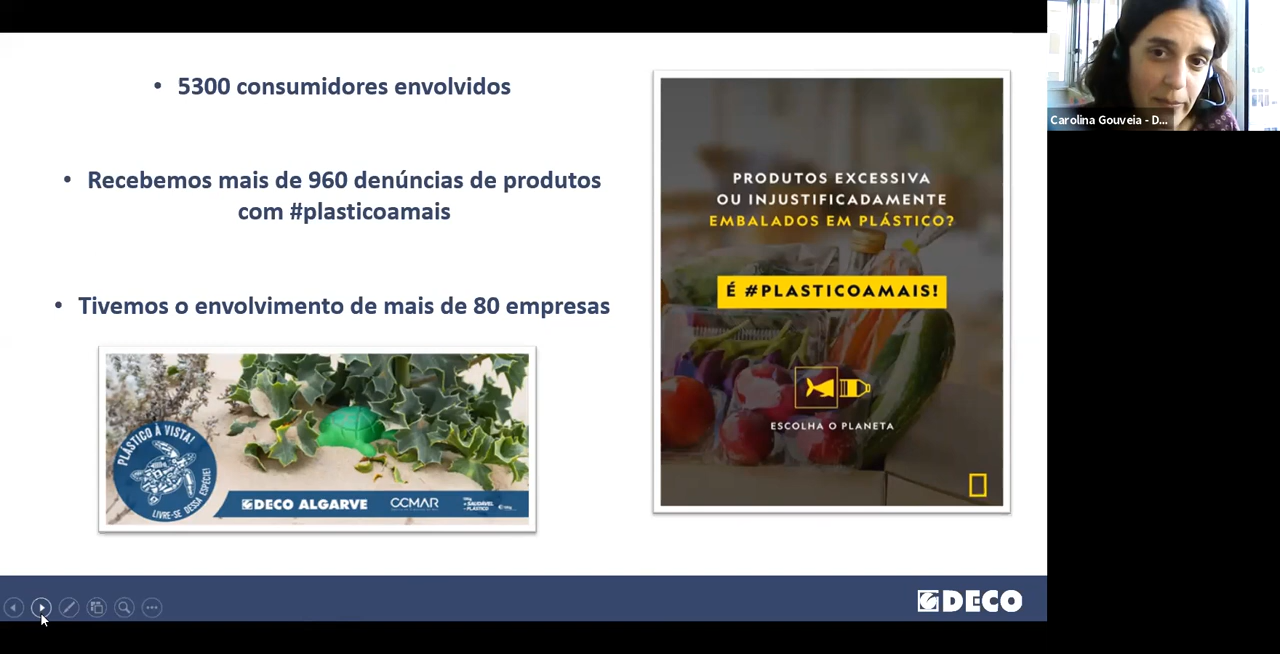 • 5300 consumidores envolvidos
• Recebemos mais de 960 denúncias de produtos
com #plasticoamais
• Tivemos o envolvimento de mais de 80 empresas
PLÁSTICO À VISTA!
LIVRE-SE DESSA ESPÉCIE!
DECO ALGARVE
CCMAR
PRODUTOS EXCESSIVA
OU INJUSTIFICADAMENTE
EMBALADOS EM PLÁSTICO?
É #PLASTICOAMAIS!
ESCOLHA O PLANETA
DECO
Carolina Gouveia - D...